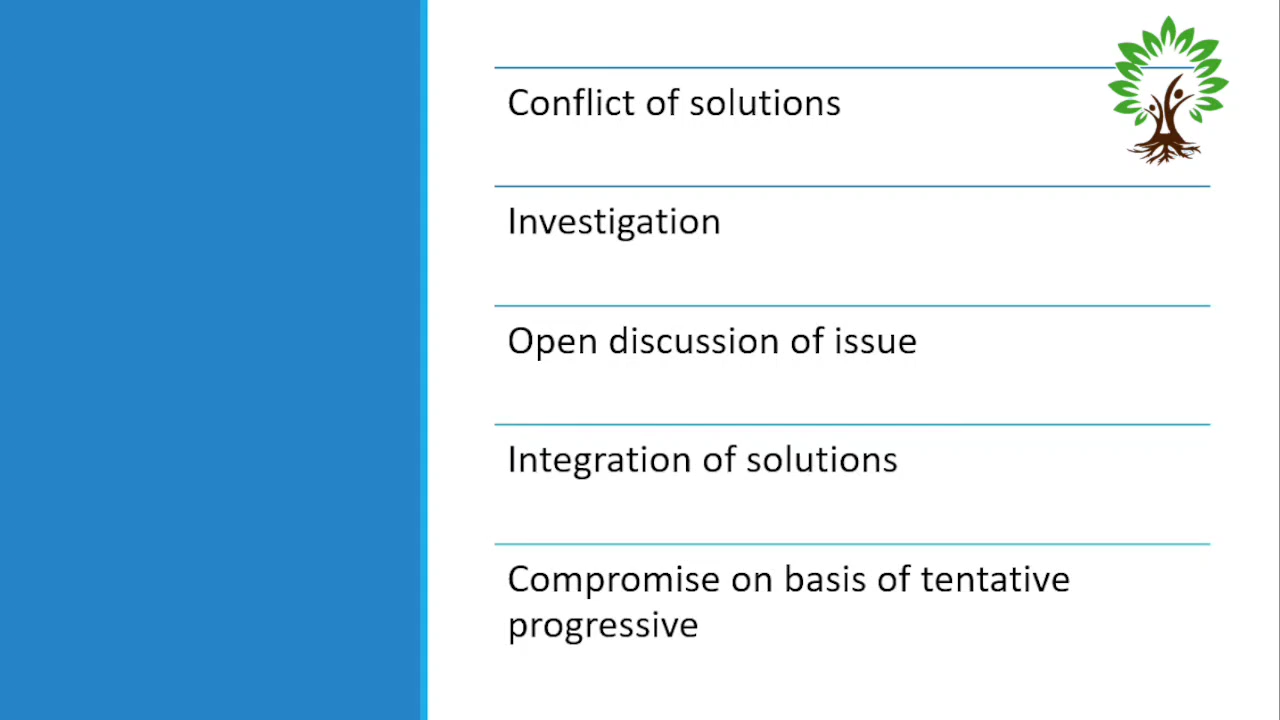 Conflict of solutions
Investigation
Open discussion of issue
Integration of solutions
Compromise on basis of tentative
progressive